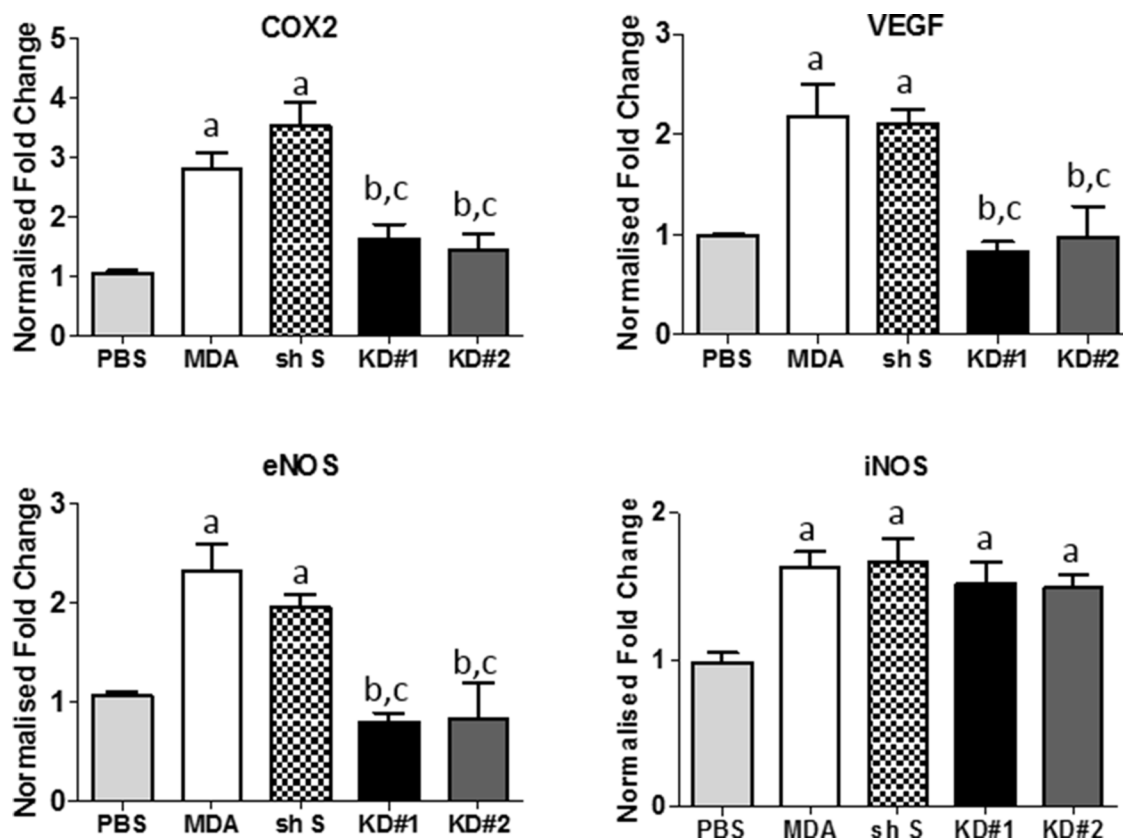 COX2
Normalised Fold Change
5
4
3
2
1
0
a
a
b,c
b,c
PBS MDA sh S KD#1 KD#2
VEGF
Normalised Fold Change
3
2
1
0
a
a
b,c
b,c
PBS MDA sh S KD#1 KD#2
eNOS
Normalised Fold Change
3
2
1
0
a
a
b,c
b,c
PBS MDA sh S KD#1 KD#2
iNOS
Normalised Fold Change
2
1
0
a
a
a
a
PBS MDA sh S KD#1 KD#2